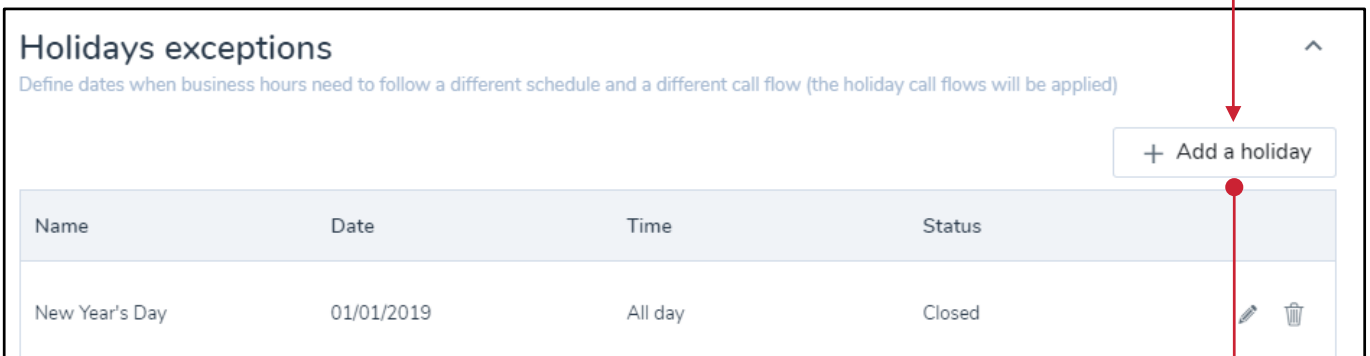 Holidays exceptions
Define dates when business hours need to follow a different schedule and a different call flow (the holiday call flows will be applied)
+ Add a holiday
Name Date Time Status
New Year's Day 01/01/2019 All day Closed